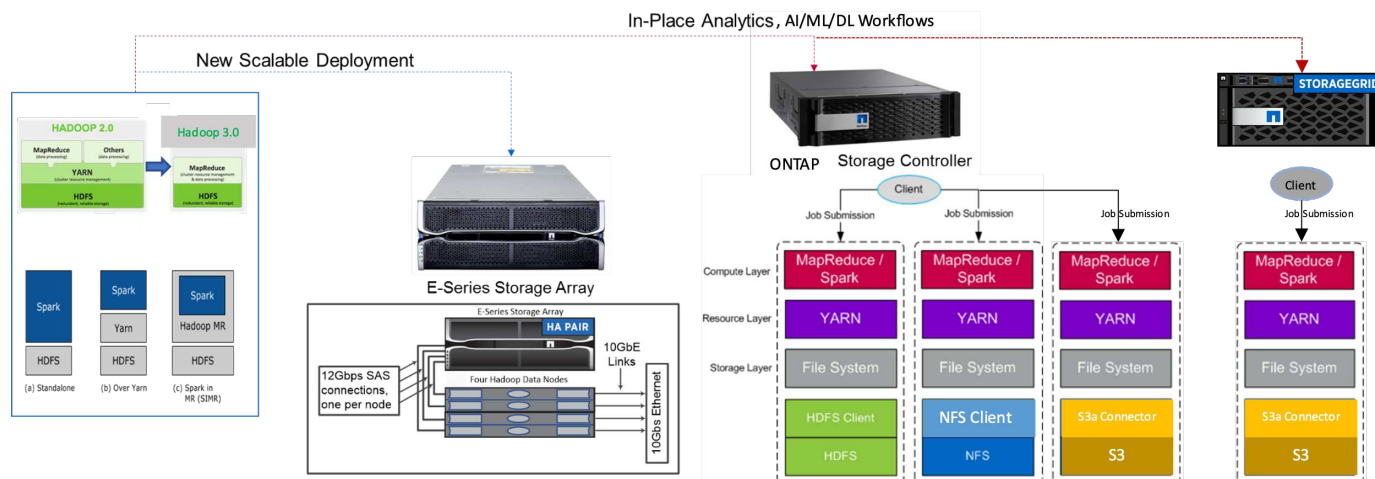 In-Place Analytics, AI/ML/DL Workflows
New Scalable Deployment
HADOOP 2.0
MapReduce
(data processing)
Others
(data processing)
YARN
(cluster resource management)
HDFS
(redundant, reliable storage)
Hadoop 3.0
MapReduce
(cluster resource management
& data processing)
HDFS
(redundant, reliable storage)
Spark
HDFS
(a) Standalone
Spark
Yarn
HDFS
(b) Over Yarn
Spark
Hadoop MR
HDFS
(c) Spark in
MR (SIMR)
E-Series Storage Array
E-Series Storage Array
HA PAIR
10GbE
Links
12Gbps SAS
connections,
one per node
Four Hadoop Data Nodes
10Gbs Ethernet
ONTAP
Storage Controller
STORAGEGRID
Client
Job Submission
Job Submission
Job Submission
Client
Job Submission
Compute Layer
Resource Layer
Storage Layer
MapReduce /
Spark
YARN
File System
HDFS Client
HDFS
MapReduce /
Spark
YARN
File System
NFS Client
NFS
MapReduce /
Spark
YARN
File System
S3a Connector
S3
MapReduce /
Spark
YARN
File System
S3a Connector
S3